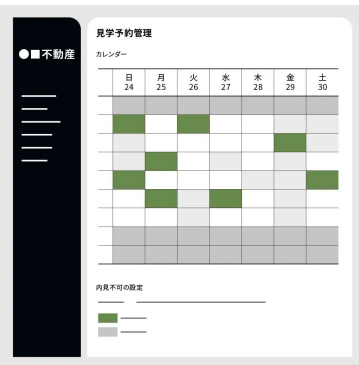 ●■不動産
見学予約管理
カレンダー
日 月 火 水 木 金 土
24 25 26 27 28 29 30
内見不可の設定